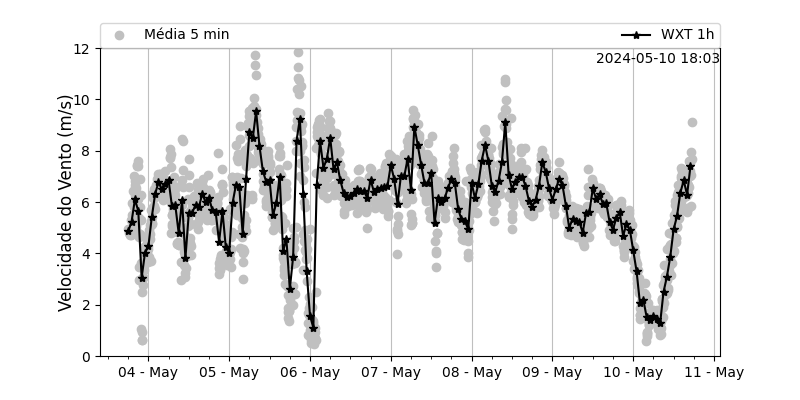 Média 5 min
WXT 1h
2024-05-10 18:03
Velocidade do Vento (m/s)
12
10
8
6
4
2
0
04 - May
05 - May
06 - May
07 - May
08 - May
09 - May
10 - May
11 - May